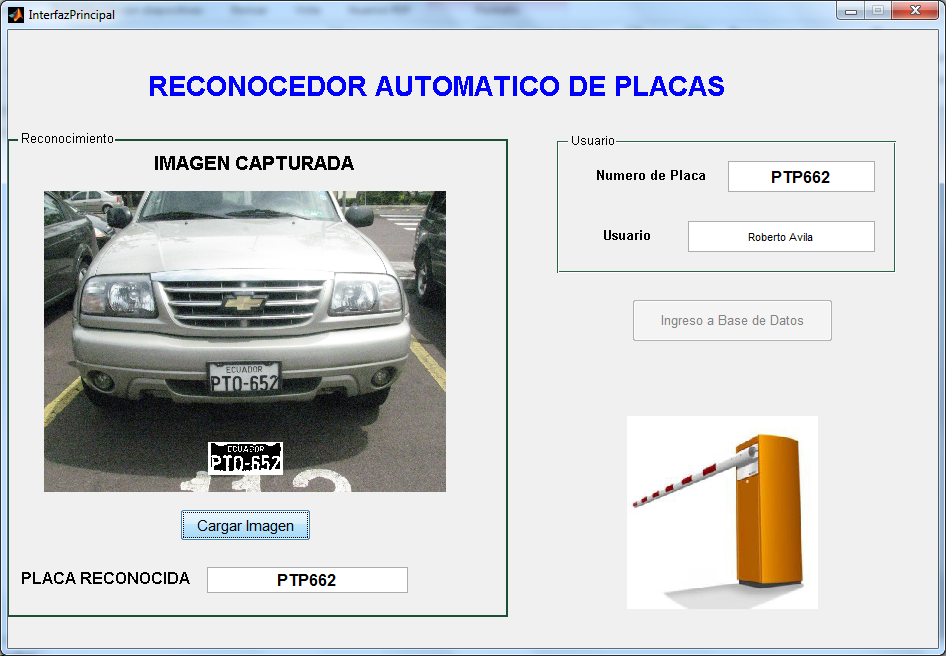 InterfazPrincipal
RECONOCEDOR AUTOMATICO DE PLACAS
Reconocimiento
IMAGEN CAPTURADA
ECUADOR
PTO-652
ECUADOR
PTO-652
113
Cargar Imagen
PLACA RECONOCIDA
PTP662
Usuario
Numero de Placa
PTP662
Usuario
Roberto Avila
Ingreso a Base de Datos